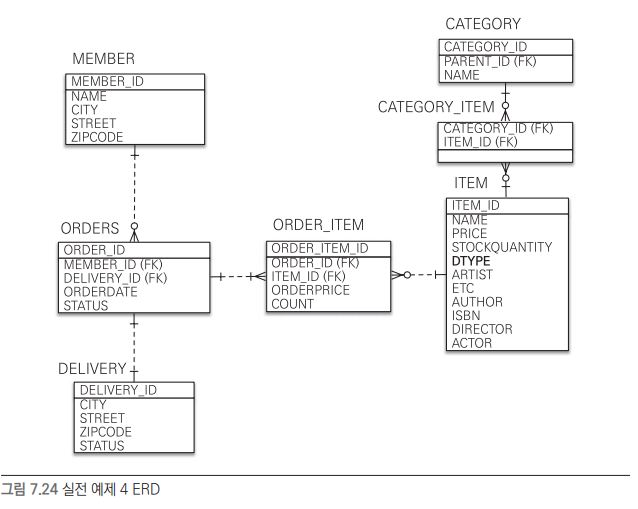 CATEGORY
CATEGORY_ID
PARENT_ID (FK)
NAME
MEMBER
MEMBER_ID
NAME
CITY
STREET
ZIPCODE
CATEGORY_ITEM
CATEGORY_ID (FK)
ITEM_ID (FK)
ITEM
ITEM_ID
NAME
PRICE
STOCKQUANTITY
DTYPE
ARTIST
ETC
AUTHOR
ISBN
DIRECTOR
ACTOR
ORDERS
ORDER_ID
MEMBER_ID (FK)
DELIVERY_ID (FK)
ORDERDATE
STATUS
ORDER_ITEM
ORDER_ITEM_ID
ORDER_ID (FK)
ITEM_ID (FK)
ORDERPRICE
COUNT
DELIVERY
DELIVERY_ID
CITY
STREET
ZIPCODE
STATUS
그림 7.24 실전 예제 4 ERD